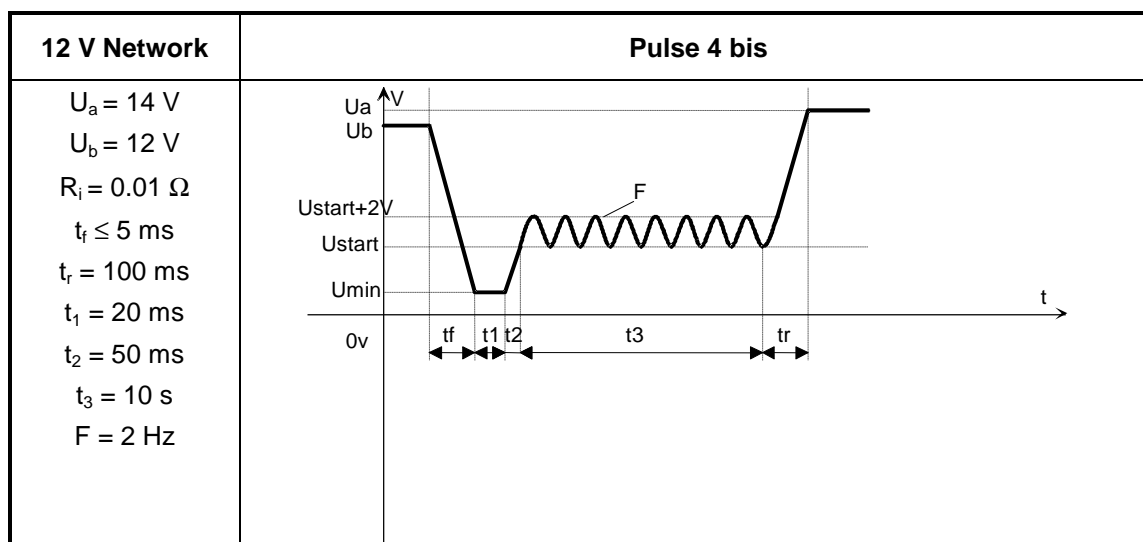 12 V Network
Pulse 4 bis
Ua = 14 V
Ub = 12 V
Ri = 0.01 Ω
tf ≤ 5 ms
tr = 100 ms
t1 = 20 ms
t2 = 50 ms
t3 = 10 s
F = 2 Hz
V
Ua
Ub
F
Ustart+2V
Ustart
Umin
t
0v
tf t1 t2 t3 tr